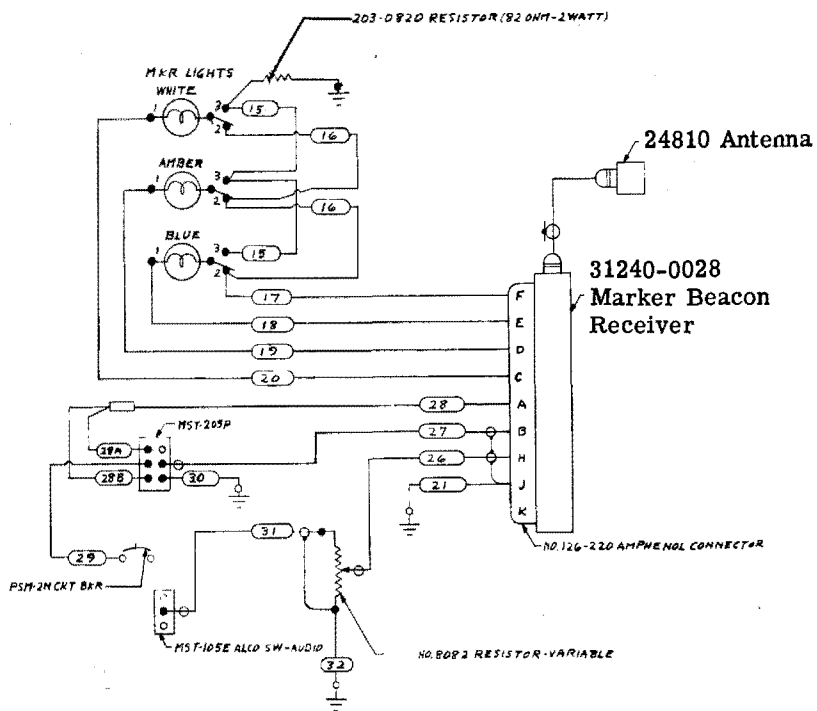 203-0820 RESISTOR (82 OHM-2WATT)
MKR LIGHTS
WHITE
1
3
2
15
16
24810 Antenna
AMBER
1
3
2
16
BLUE
1
3
2
15
31240-0028
Marker Beacon
Receiver
17
F
18
E
19
D
20
C
28
A
MST-205P
27
B
28A
26
H
28B
30
21
J
K
31
NO. 126-220 AMPHENOL CONNECTOR
29
PSM-2N CKT BKR
MST-105E ALCO SW-AUDIO
NO. 8082 RESISTOR-VARIABLE
32